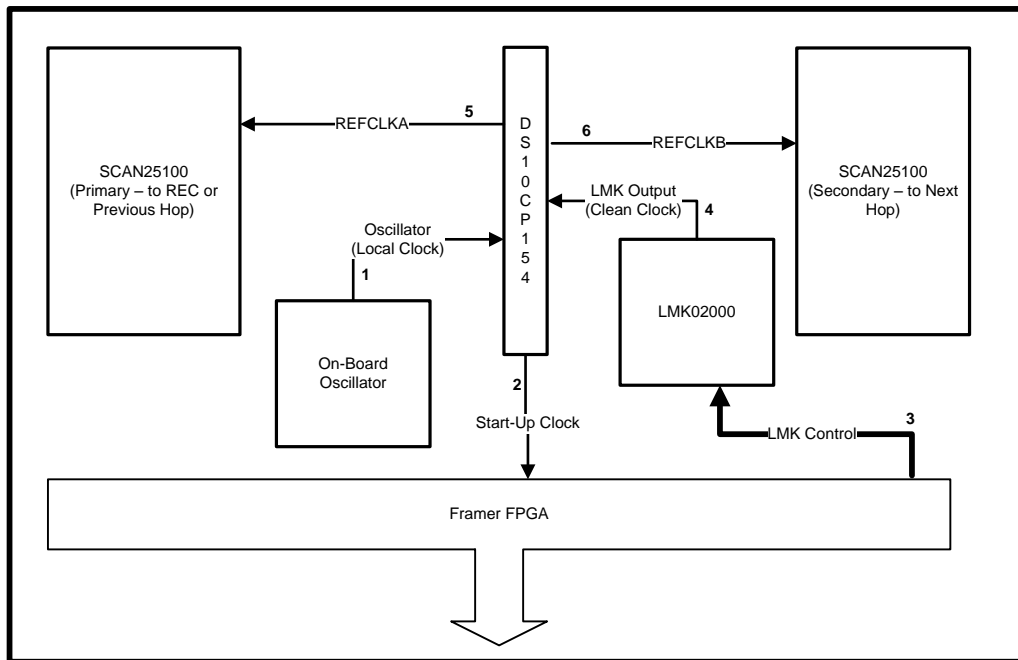 SCAN25100
(Primary – to REC or
Previous Hop)
5
REFCLKA
D
S
1
0
C
P
1
5
4
6
REFCLKB
SCAN25100
(Secondary – to Next
Hop)
LMK Output
(Clean Clock)
4
Oscillator
(Local Clock)
1
On-Board
Oscillator
LMK02000
2
Start-Up Clock
3
LMK Control
Framer FPGA